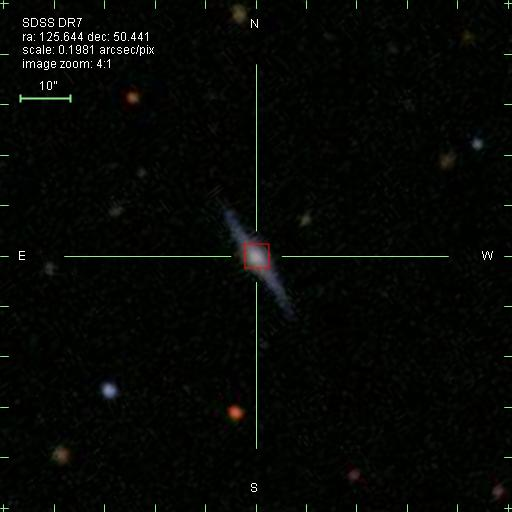 SDSS DR7
ra: 125.644 dec: 50.441
scale: 0.1981 arcsec/pix
image zoom: 4:1
10"
N
E
W
S